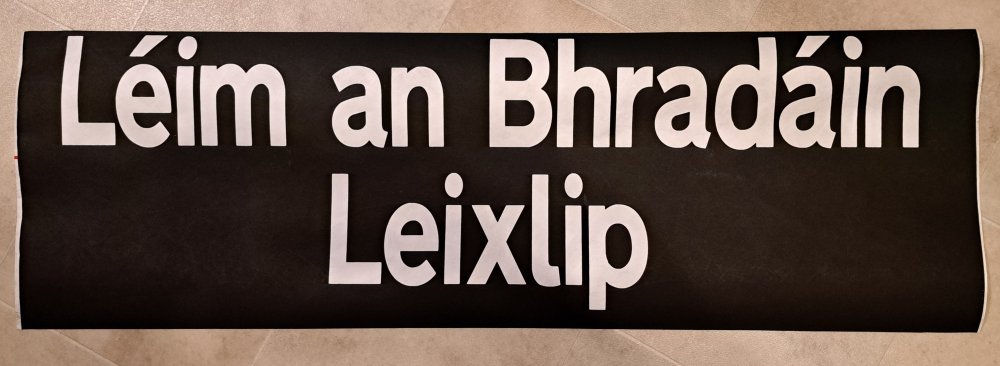 Léim an Bhradáin
Leixlip